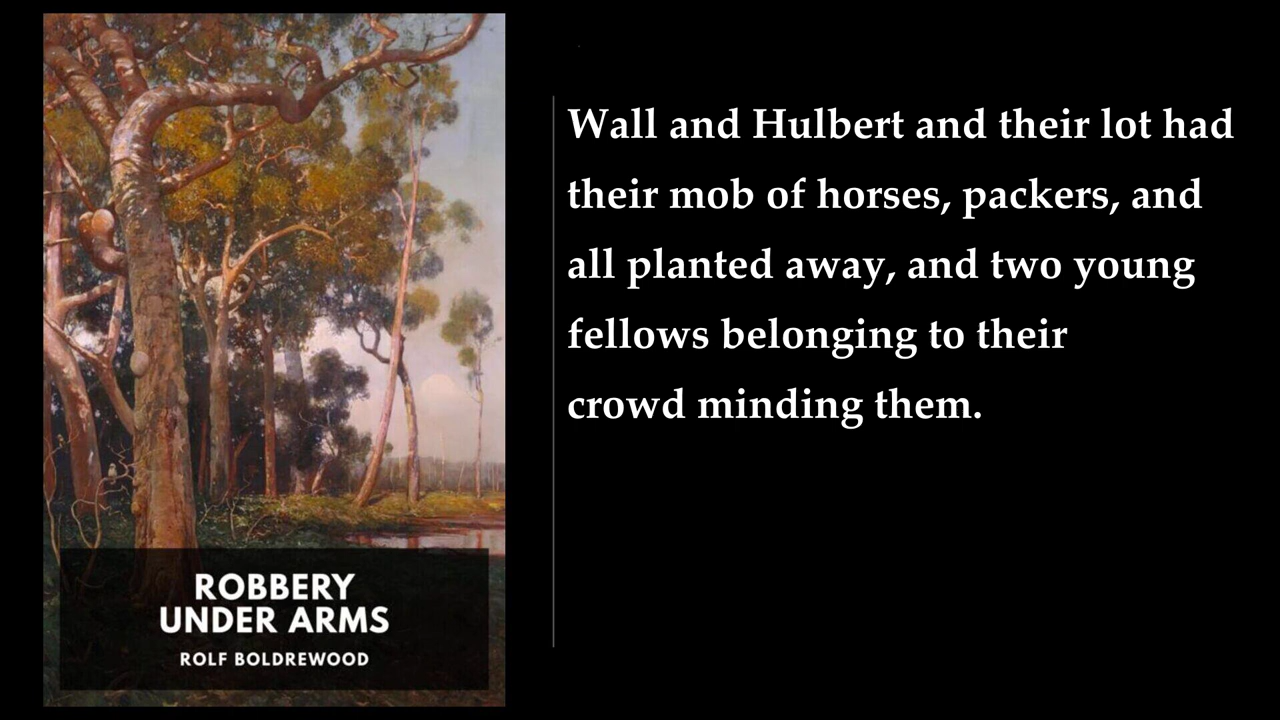 Wall and Hulbert and their lot had
their mob of horses, packers, and
all planted away, and two young
fellows belonging to their
crowd minding them.
ROBBERY
UNDER ARMS
ROLF BOLDREWOOD